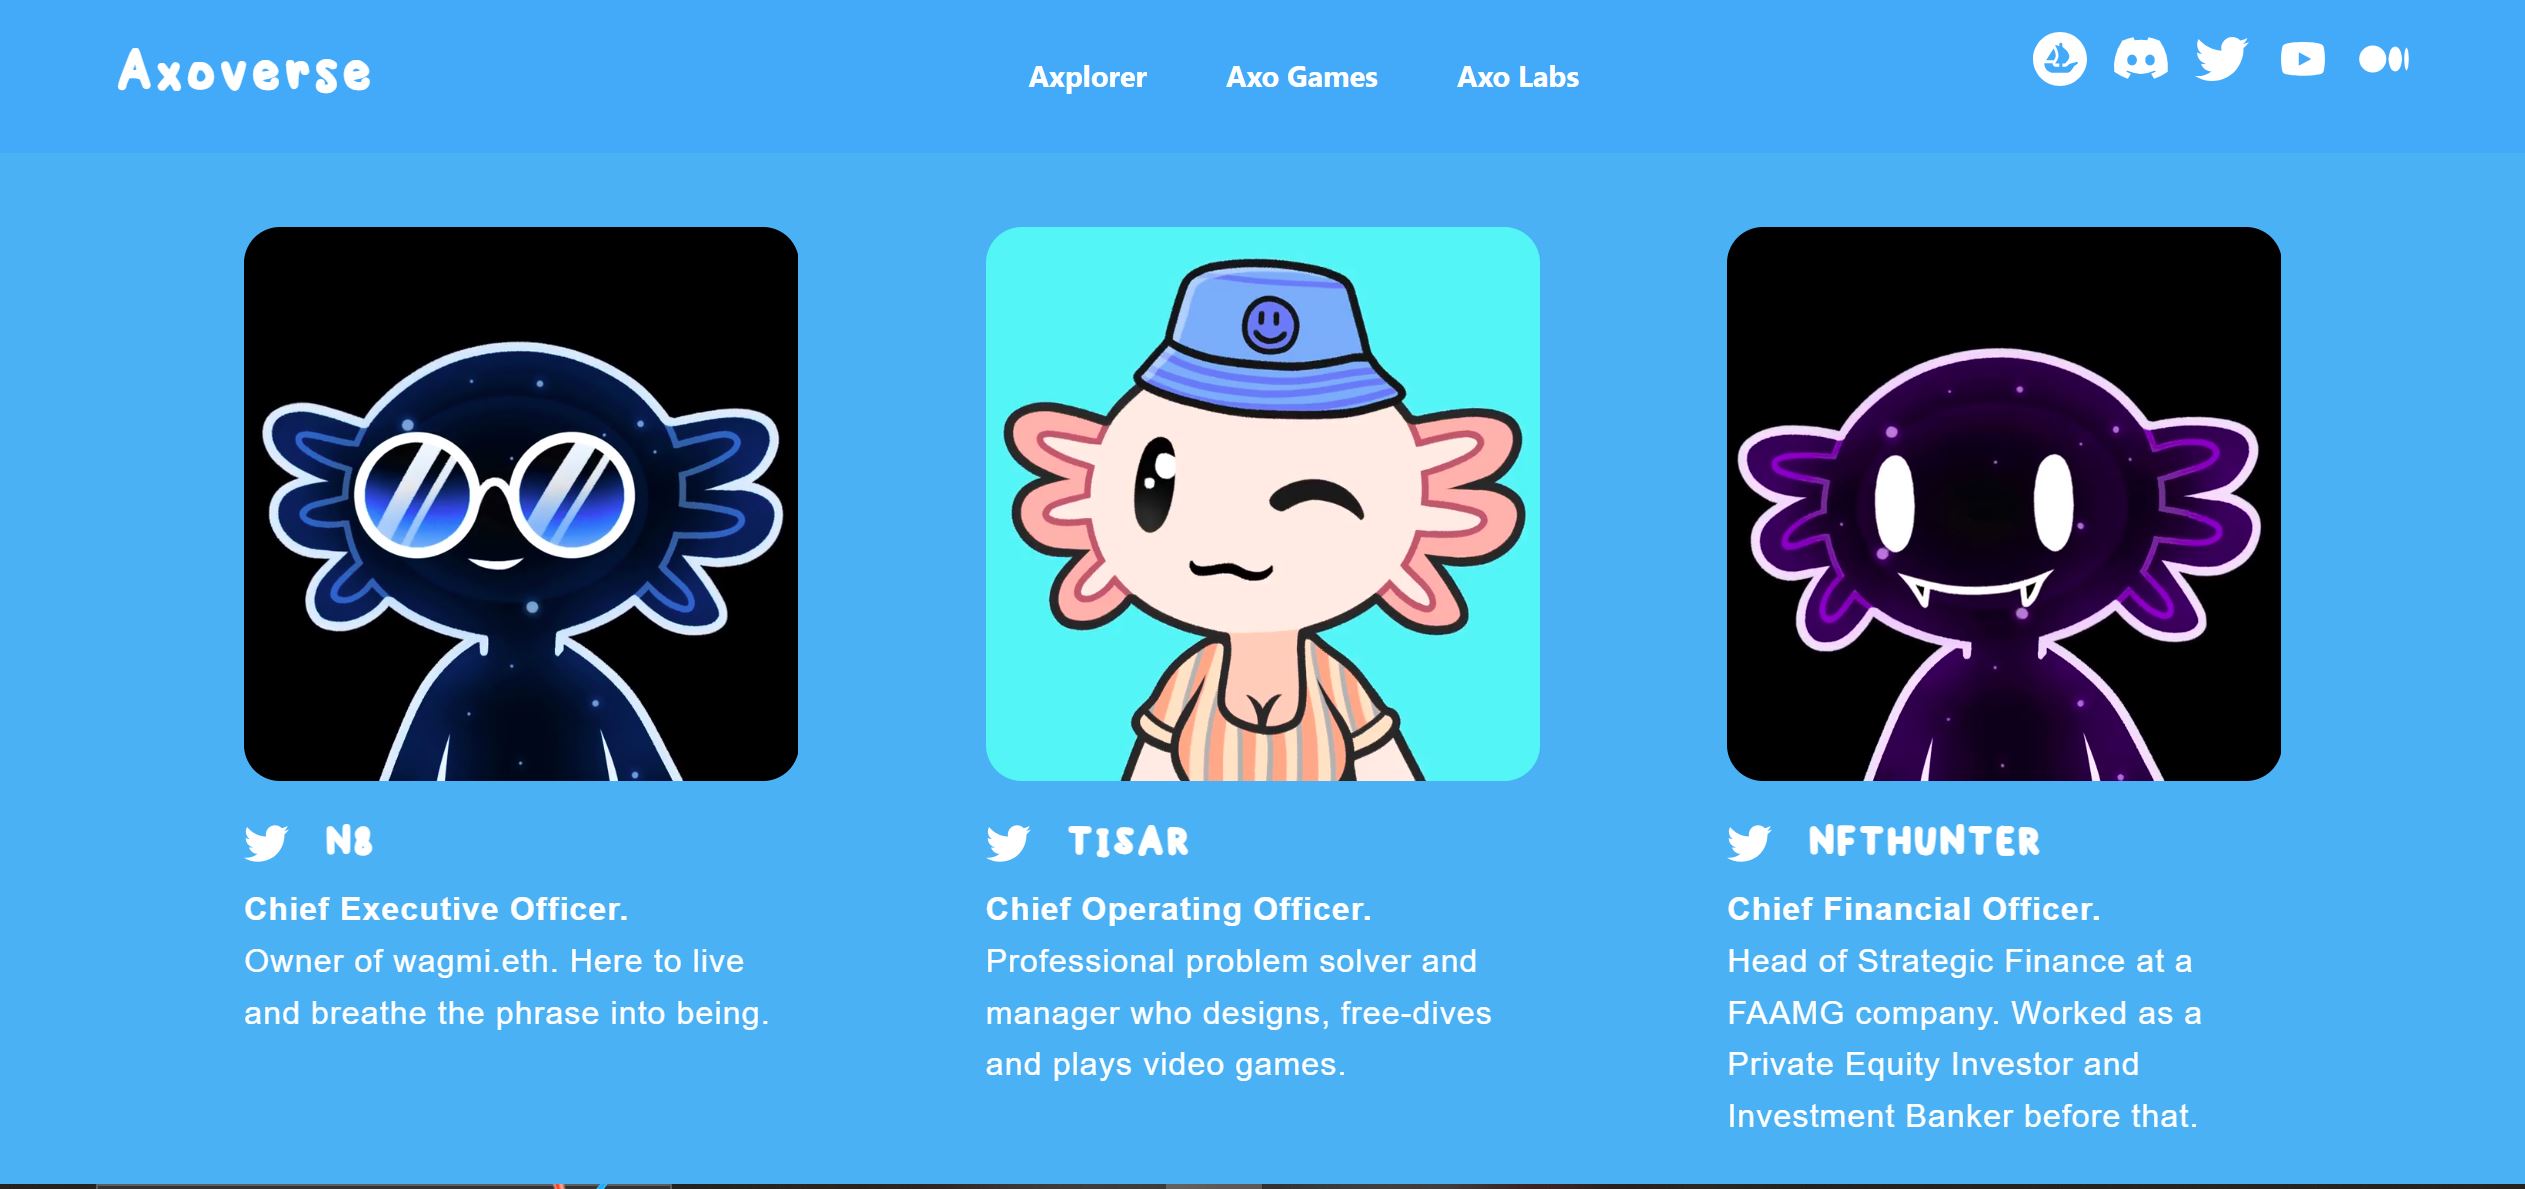 Axoverse
Axplorer Axo Games Axo Labs
N8
Chief Executive Officer.
Owner of wagmi.eth. Here to live
and breathe the phrase into being.
TISAR
Chief Operating Officer.
Professional problem solver and
manager who designs, free-dives
and plays video games.
NFTHUNTER
Chief Financial Officer.
Head of Strategic Finance at a
FAAMG company. Worked as a
Private Equity Investor and
Investment Banker before that.